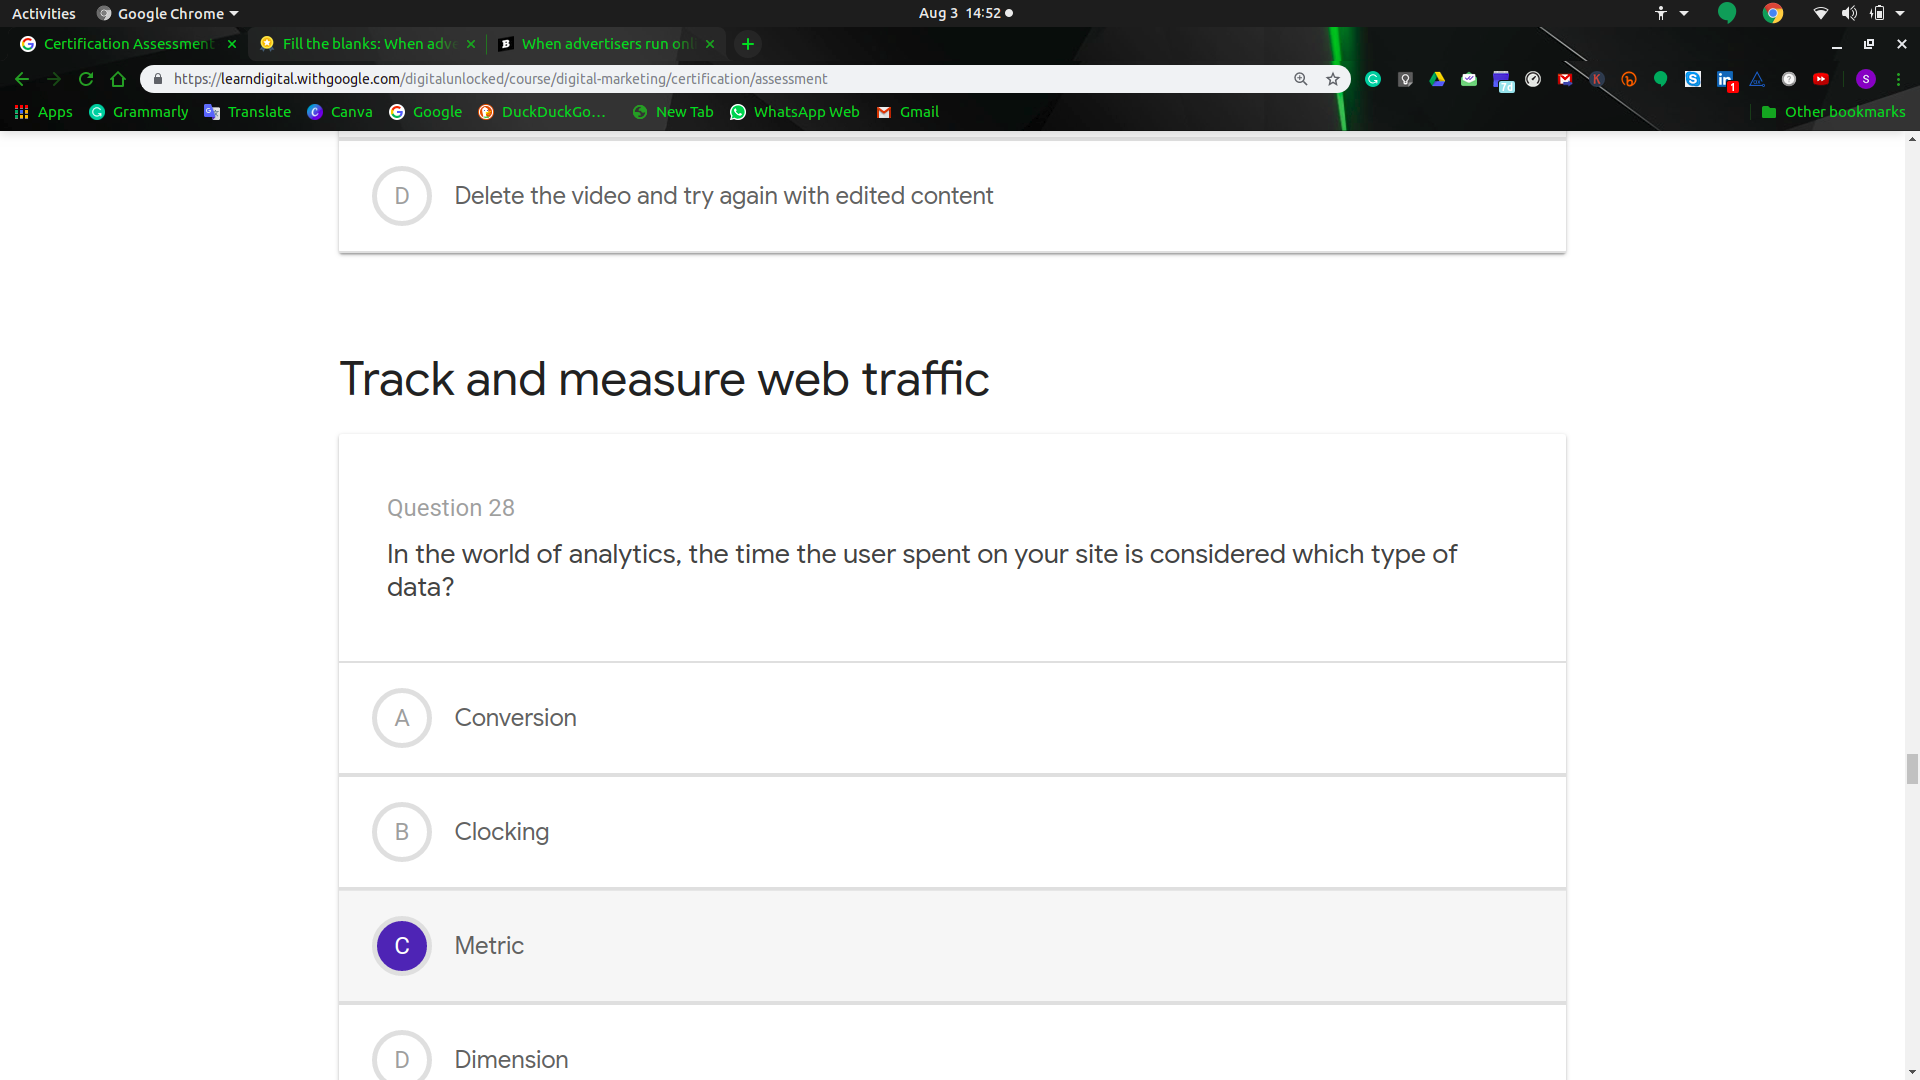 Activities Google Chrome Aug 3 14:52
Certification Assessment Fill the blanks: When adve When advertisers run onl
https://learndigital.withgoogle.com/digitalunlocked/course/digital-marketing/certification/assessment
7d 1 S
Apps Grammarly Translate Canva Google DuckDuckGo... New Tab WhatsApp Web Gmail Other bookmarks
D Delete the video and try again with edited content
Track and measure web traffic
Question 28
In the world of analytics, the time the user spent on your site is considered which type of
data?
A Conversion
B Clocking
C Metric
D Dimension